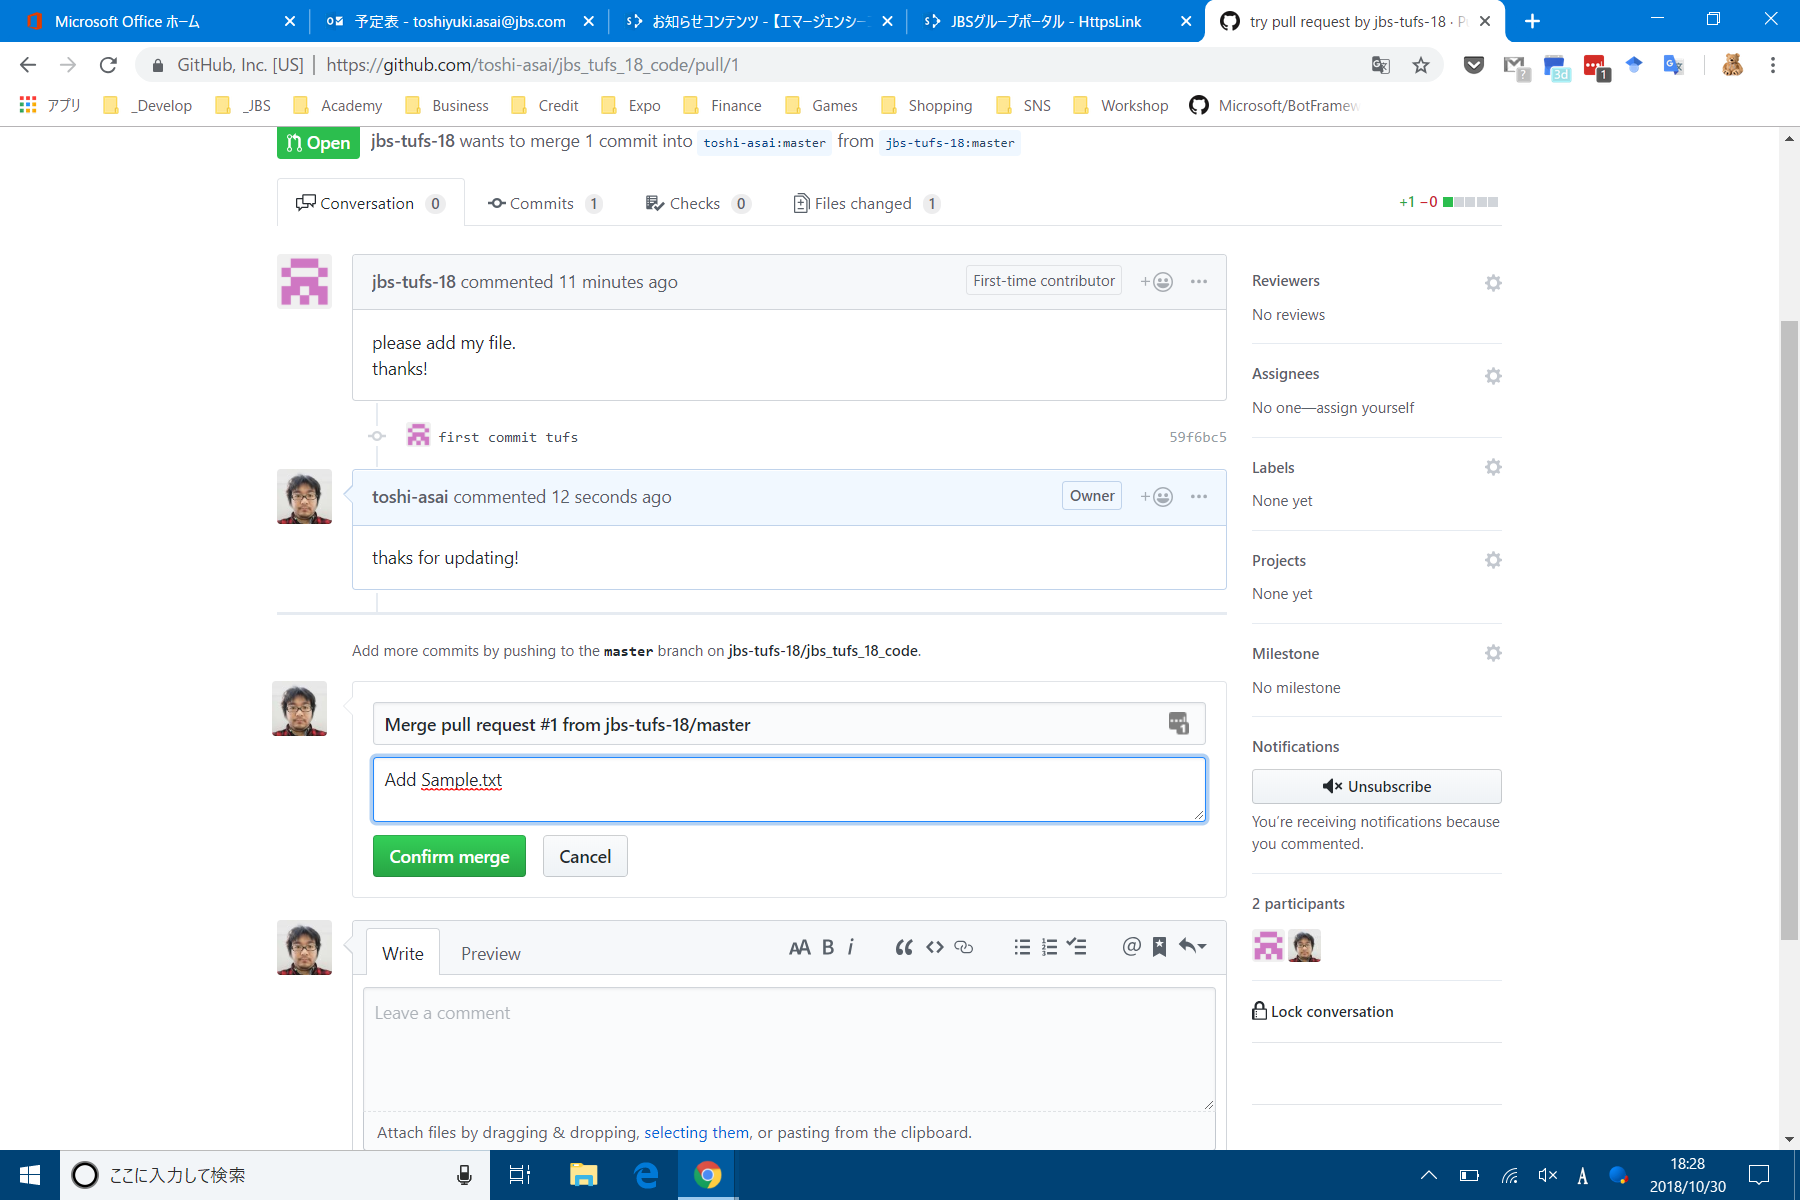 Microsoft Office ホーム
予定表 - toshiyuki.asai@jbs.com
お知らせコンテンツ - 【エマージェンシー
JBSグループポータル - HttpsLink
try pull request by jbs-tufs-18 · P
GitHub, Inc. [US] | https://github.com/toshi-asai/jbs_tufs_18_code/pull/1
? 3d 1
アプリ _Develop _JBS Academy Business Credit Expo Finance Games Shopping SNS Workshop Microsoft/BotFramew
Open jbs-tufs-18 wants to merge 1 commit into toshi-asai:master from jbs-tufs-18:master
Conversation 0 Commits 1 Checks 0 Files changed 1 +1 −0
jbs-tufs-18 commented 11 minutes ago First-time contributor
please add my file.
thanks!
first commit tufs 59f6bc5
toshi-asai commented 12 seconds ago Owner
thaks for updating!
Add more commits by pushing to the master branch on jbs-tufs-18/jbs_tufs_18_code.
Merge pull request #1 from jbs-tufs-18/master
1
Add Sample.txt
Confirm merge Cancel
Write Preview AA B i
Leave a comment
Attach files by dragging & dropping, selecting them, or pasting from the clipboard.
Reviewers
No reviews
Assignees
No one—assign yourself
Labels
None yet
Projects
None yet
Milestone
No milestone
Notifications
Unsubscribe
You're receiving notifications because
you commented.
2 participants
Lock conversation
ここに入力して検索
A
18:28
2018/10/30